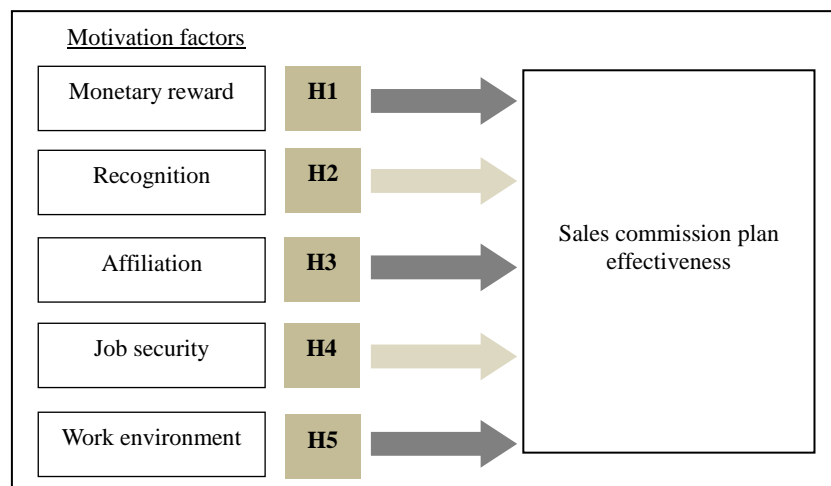 Motivation factors
Monetary reward
H1
Recognition
H2
Affiliation
H3
Job security
H4
Work environment
H5
Sales commission plan
effectiveness